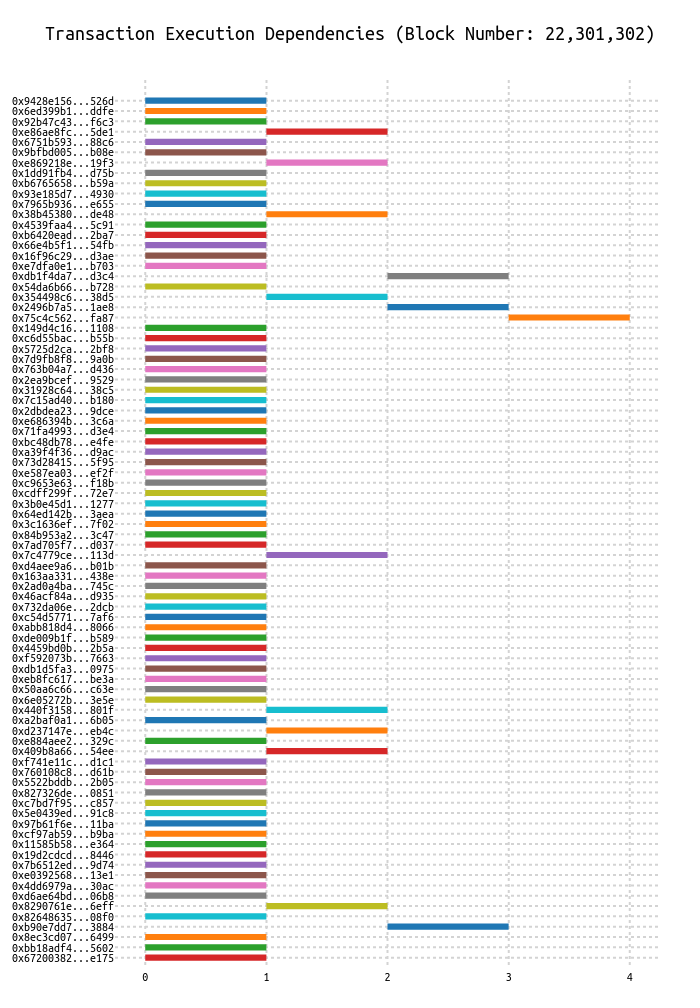 Transaction Execution Dependencies (Block Number: 22,301,302)
0x9428e156...526d
0x6ed399b1...ddfe
0x92b47c43...f6c3
0xe86ae8fc...5de1
0x6751b593...88c6
0x9bfbd005...b08e
0xe869218e...19f3
0x1dd91fb4...d75b
0xb6765658...b59a
0x93e185d7...4930
0x7965b936...e655
0x38b45380...de48
0x4539faa4...5c91
0xb6420ead...2ba7
0x66e4b5f1...54fb
0x16f96c29...d3ae
0xe7dfa0e1...b703
0xdb1f4da7...d3c4
0x54da6b66...b728
0x354498c6...38d5
0x2496b7a5...1ae8
0x75c4c562...fa87
0x149d4c16...1108
0xc6d55bac...b55b
0x5725d2ca...2bf8
0x7d9fb8f8...9a0b
0x763b04a7...d436
0x2ea9bcef...9529
0x31928c64...38c5
0x7c15ad40...b180
0x2dbdea23...9dce
0xe686394b...3c6a
0x71fa4993...d3e4
0xbc48db78...e4fe
0xa39f4f36...d9ac
0x73d28415...5f95
0xe587ea03...ef2f
0xc9653e63...f18b
0xcdff299f...72e7
0x3b0e45d1...1277
0x64ed142b...3aea
0x3c1636ef...7f02
0x84b953a2...3c47
0x7ad705f7...d037
0x7c4779ce...113d
0xd4aee9a6...b01b
0x163aa331...438e
0x2ad0a4ba...745c
0x46acf84a...d935
0x732da06e...2dcb
0xc54d5771...7af6
0xabb818d4...8066
0xde009b1f...b589
0x4459bd0b...2b5a
0xf592073b...7663
0xdb1d5fa3...0975
0xeb8fc617...be3a
0x50aa6c66...c63e
0x6e05272b...3e5e
0x440f3158...801f
0xa2baf0a1...6b05
0xd237147e...eb4c
0xe884aee2...329c
0x409b8a66...54ee
0xf741e11c...d1c1
0x760108c8...d61b
0x5522bddb...2b05
0x827326de...0851
0xc7bd7f95...c857
0x5e0439ed...91c8
0x97b61f6e...11ba
0xcf97ab59...b9ba
0x11585b58...e364
0x19d2cdcd...8446
0x7b6512ed...9d74
0xe0392568...13e1
0x4dd6979a...30ac
0xd6ae64bd...06b8
0x8290761e...6eff
0x82648635...08f0
0xb90e7dd7...3884
0x8ec3cd07...6499
0xbb18adf4...5602
0x67200382...e175
0 1 2 3 4